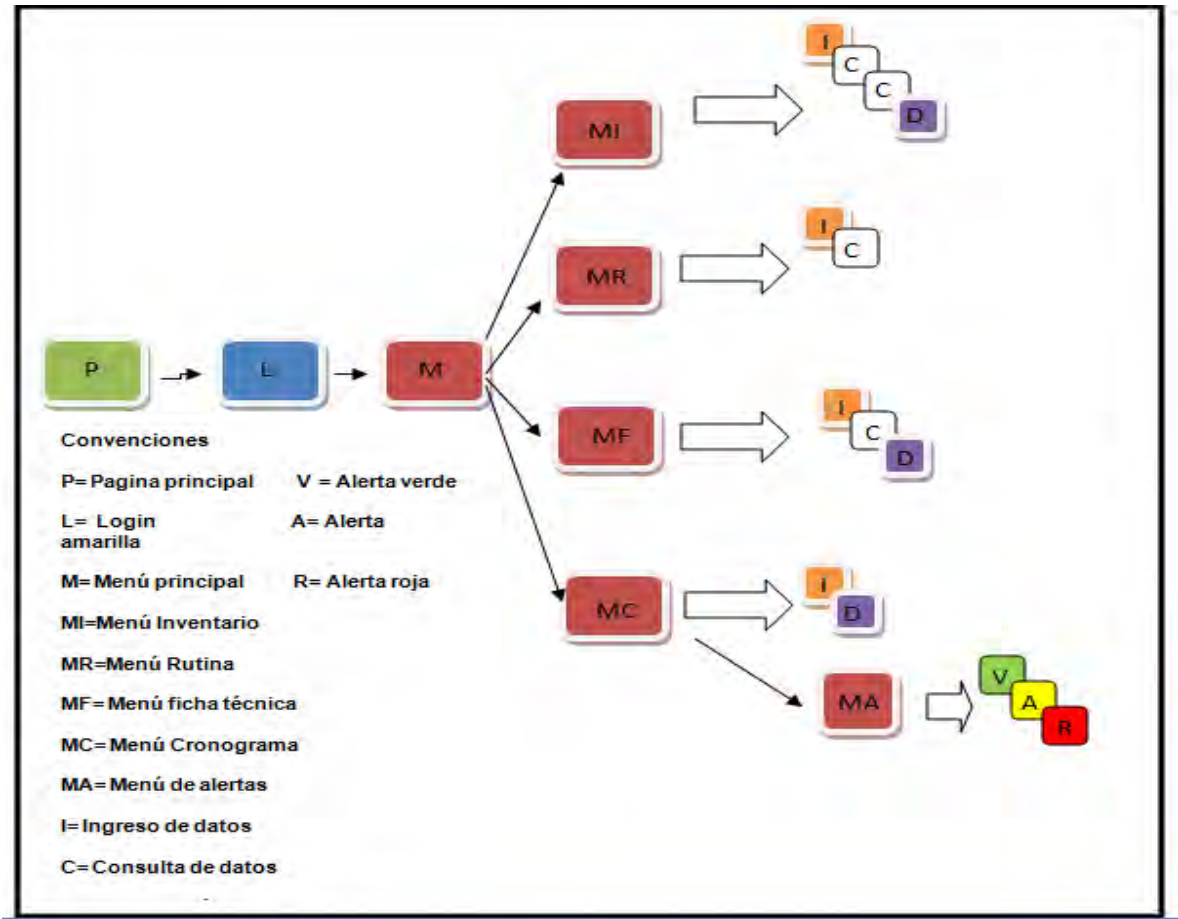 I
C
C
D
MI
I
C
MR
P
L
M
I
C
D
MF
Convenciones
P= Pagina principal V = Alerta verde
L= Login A= Alerta
amarilla
M= Menú principal R= Alerta roja
MI=Menú Inventario
MR=Menú Rutina
MF= Menú ficha técnica
MC= Menú Cronograma
MA= Menú de alertas
I= Ingreso de datos
C= Consulta de datos
I
D
MC
MA
V
A
R